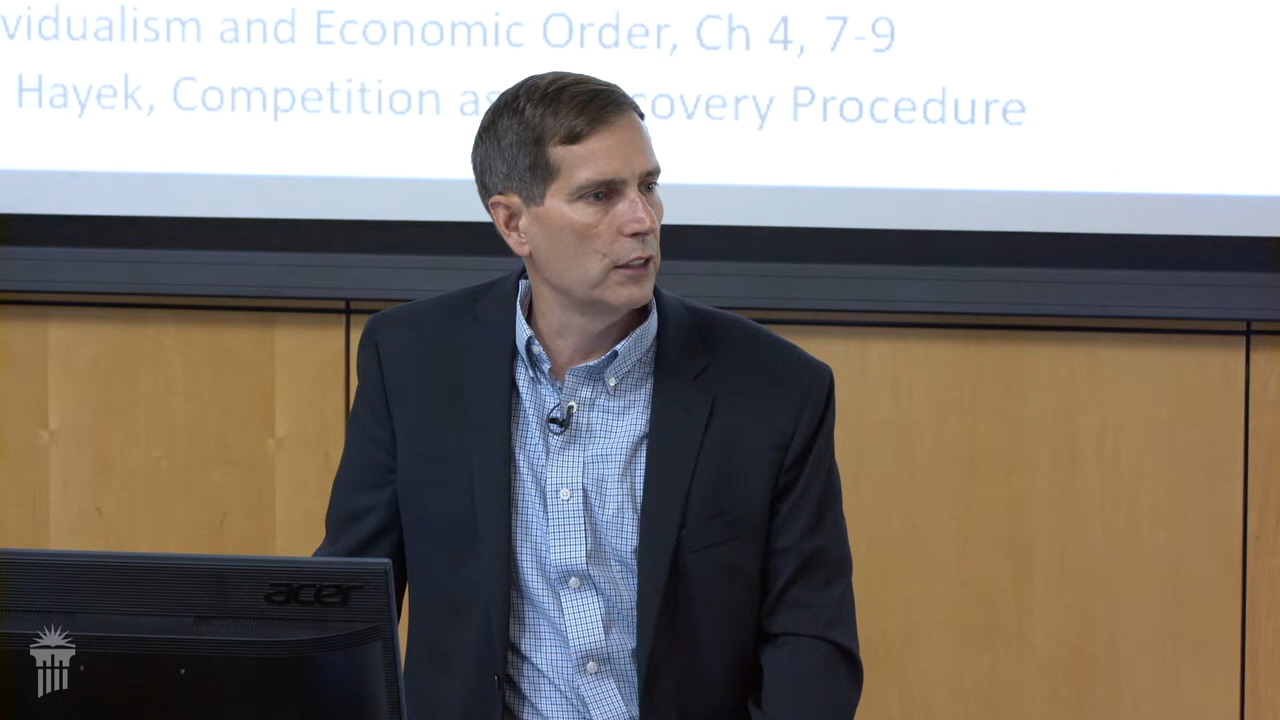 vidualism and Economic Order, Ch 4, 7-9
Hayek, Competition as covery Procedure
acer